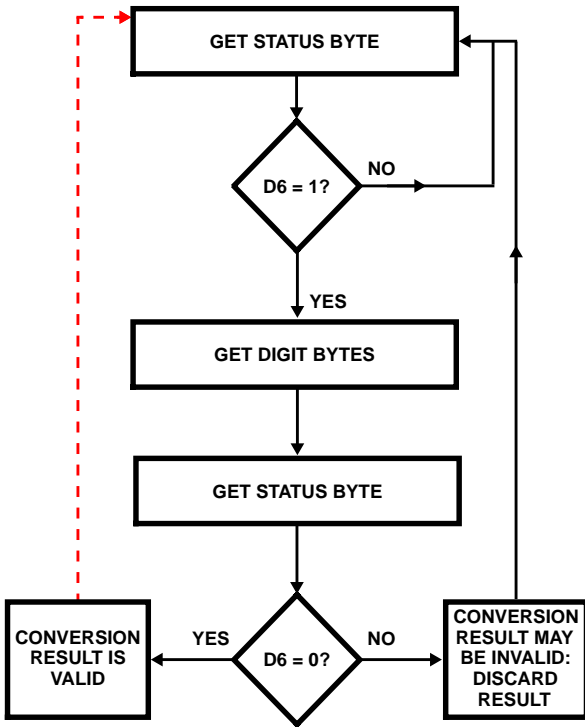 GET STATUS BYTE
D6 = 1?
NO
YES
GET DIGIT BYTES
GET STATUS BYTE
CONVERSION
RESULT IS
VALID
YES
D6 = 0?
NO
CONVERSION
RESULT MAY
BE INVALID:
DISCARD
RESULT